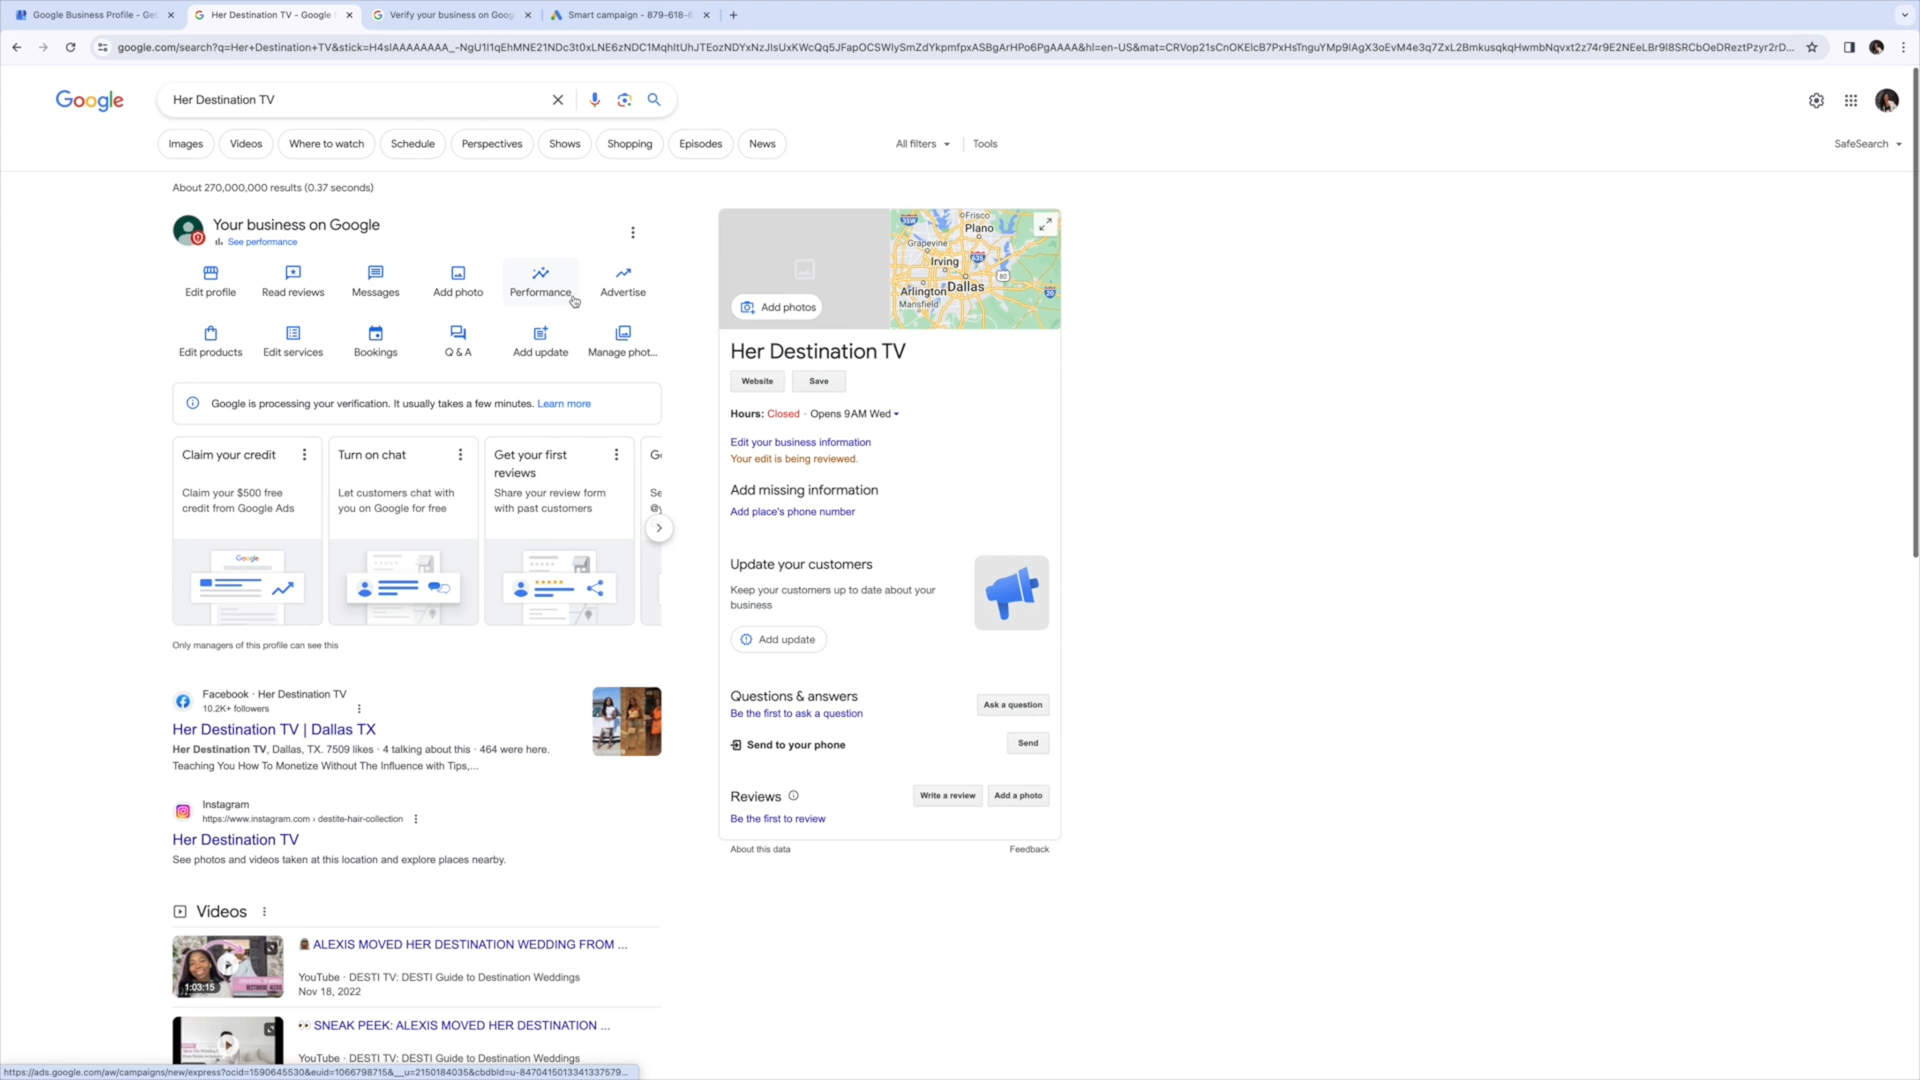 Google Business Profile - Ge
Her Destination TV - Google
Verify your business on Goog
Smart campaign - 879-618-6
Google
Her Destination TV
Images
Videos
Where to watch
Schedule
Perspectives
Shows
Shopping
Episodes
News
All filters
Tools
SafeSearch
About 270,000,000 results (0.37 seconds)
Your business on Google
See performance
Edit profile
Read reviews
Messages
Add photo
Performance
Advertise
Edit products
Edit services
Bookings
Q & A
Add update
Manage phot...
Google is processing your verification. It usually takes a few minutes. Learn more
Claim your credit
Claim your $500 free
credit from Google Ads
Google
Turn on chat
Let customers chat with
you on Google for free
Get your first
reviews
Share your review form
with past customers
Only managers of this profile can see this
Facebook · Her Destination TV
10.2K+ followers
Her Destination TV | Dallas TX
Her Destination TV, Dallas, TX. 7509 likes · 4 talking about this · 464 were here.
Teaching You How To Monetize Without The Influence with Tips,...
Instagram
https://www.instagram.com › destite-hair-collection
Her Destination TV
See photos and videos taken at this location and explore places nearby.
Videos
ALEXIS MOVED HER DESTINATION WEDDING FROM ...
YouTube · DESTI TV: DESTI Guide to Destination Weddings
Nov 18, 2022
1:03:15
SNEAK PEEK: ALEXIS MOVED HER DESTINATION ...
YouTube · DESTI TV: DESTI Guide to Destination Weddings
Add photos
Frisco
Plano
Grapevine
Irving
Arlington
Dallas
Mansfield
Her Destination TV
Website
Save
Hours: Closed · Opens 9 AM Wed
Edit your business information
Your edit is being reviewed.
Add missing information
Add place's phone number
Update your customers
Keep your customers up to date about your
business
Add update
Questions & answers
Be the first to ask a question
Ask a question
Send to your phone
Send
Reviews
Write a review
Add a photo
Be the first to review
About this data
Feedback